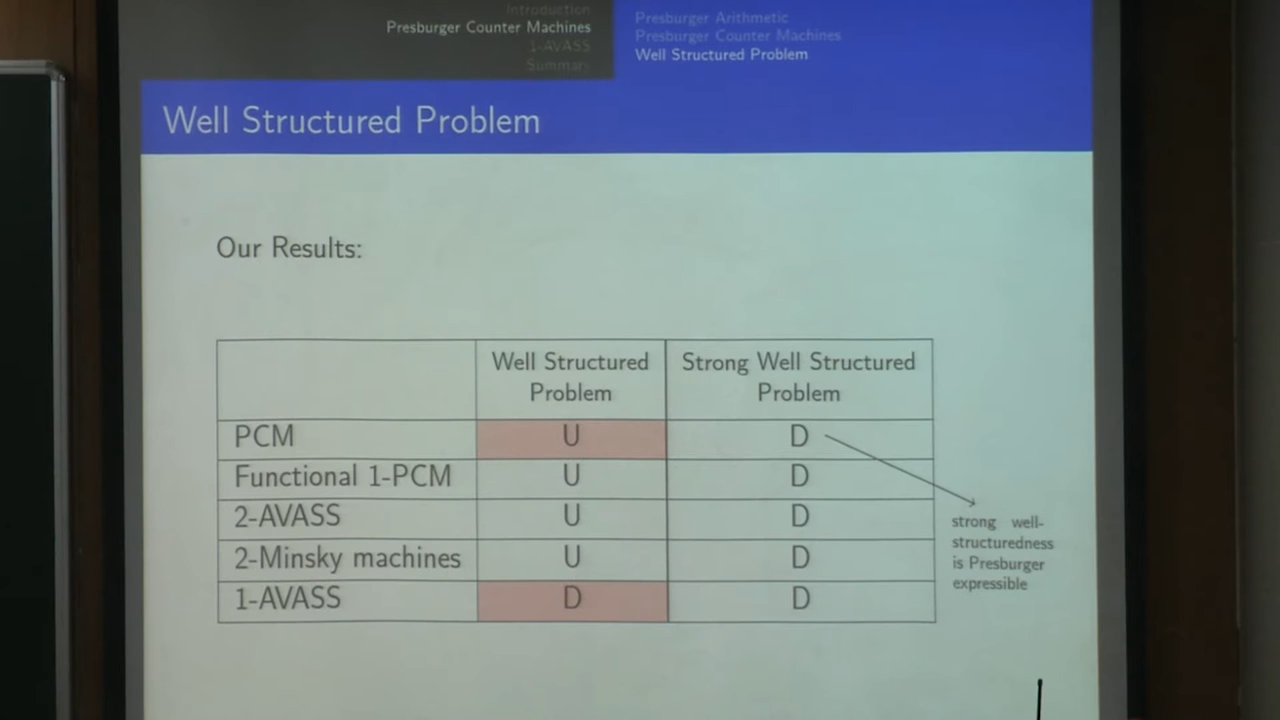 Introduction
Presburger Counter Machines
1-AVASS
Summary
Presburger Arithmetic
Presburger Counter Machines
Well Structured Problem
Well Structured Problem
Our Results:
Well Structured Problem
Strong Well Structured Problem
PCM U D
Functional 1-PCM U D
2-AVASS U D
2-Minsky machines U D
1-AVASS D D
strong well-
structuredness
is Presburger
expressible